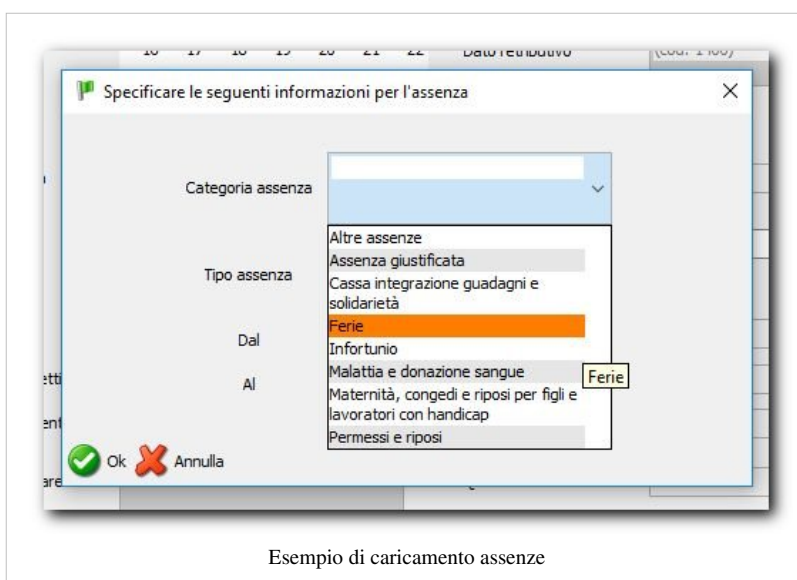 Dato retributivo
Specificare le seguenti informazioni per l'assenza
Categoria assenza
Altre assenze
Assenza giustificata
Cassa integrazione guadagni e
solidarietà
Ferie
Infortunio
Malattia e donazione sangue
Maternità, congedi e riposi per figli e
lavoratori con handicap
Permessi e riposi
Ferie
Tipo assenza
Dal
Al
Ok Annulla
Esempio di caricamento assenze